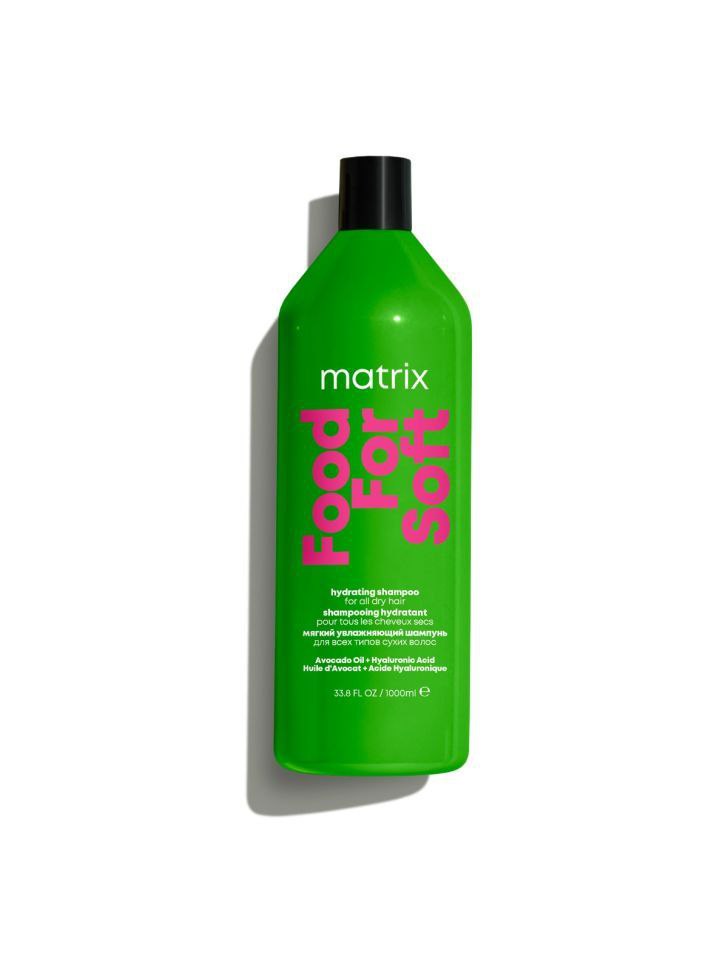 matrix
Food
For
Soft
hydrating shampoo
for all dry hair
shampooing hydratant
pour tous les cheveux secs
мягкий увлажняющий шампунь
для всех типов сухих волос
Avocado Oil + Hyaluronic Acid
Huile d'Avocat + Acide Hyaluronique
33.8 FL OZ / 1000ml ℮